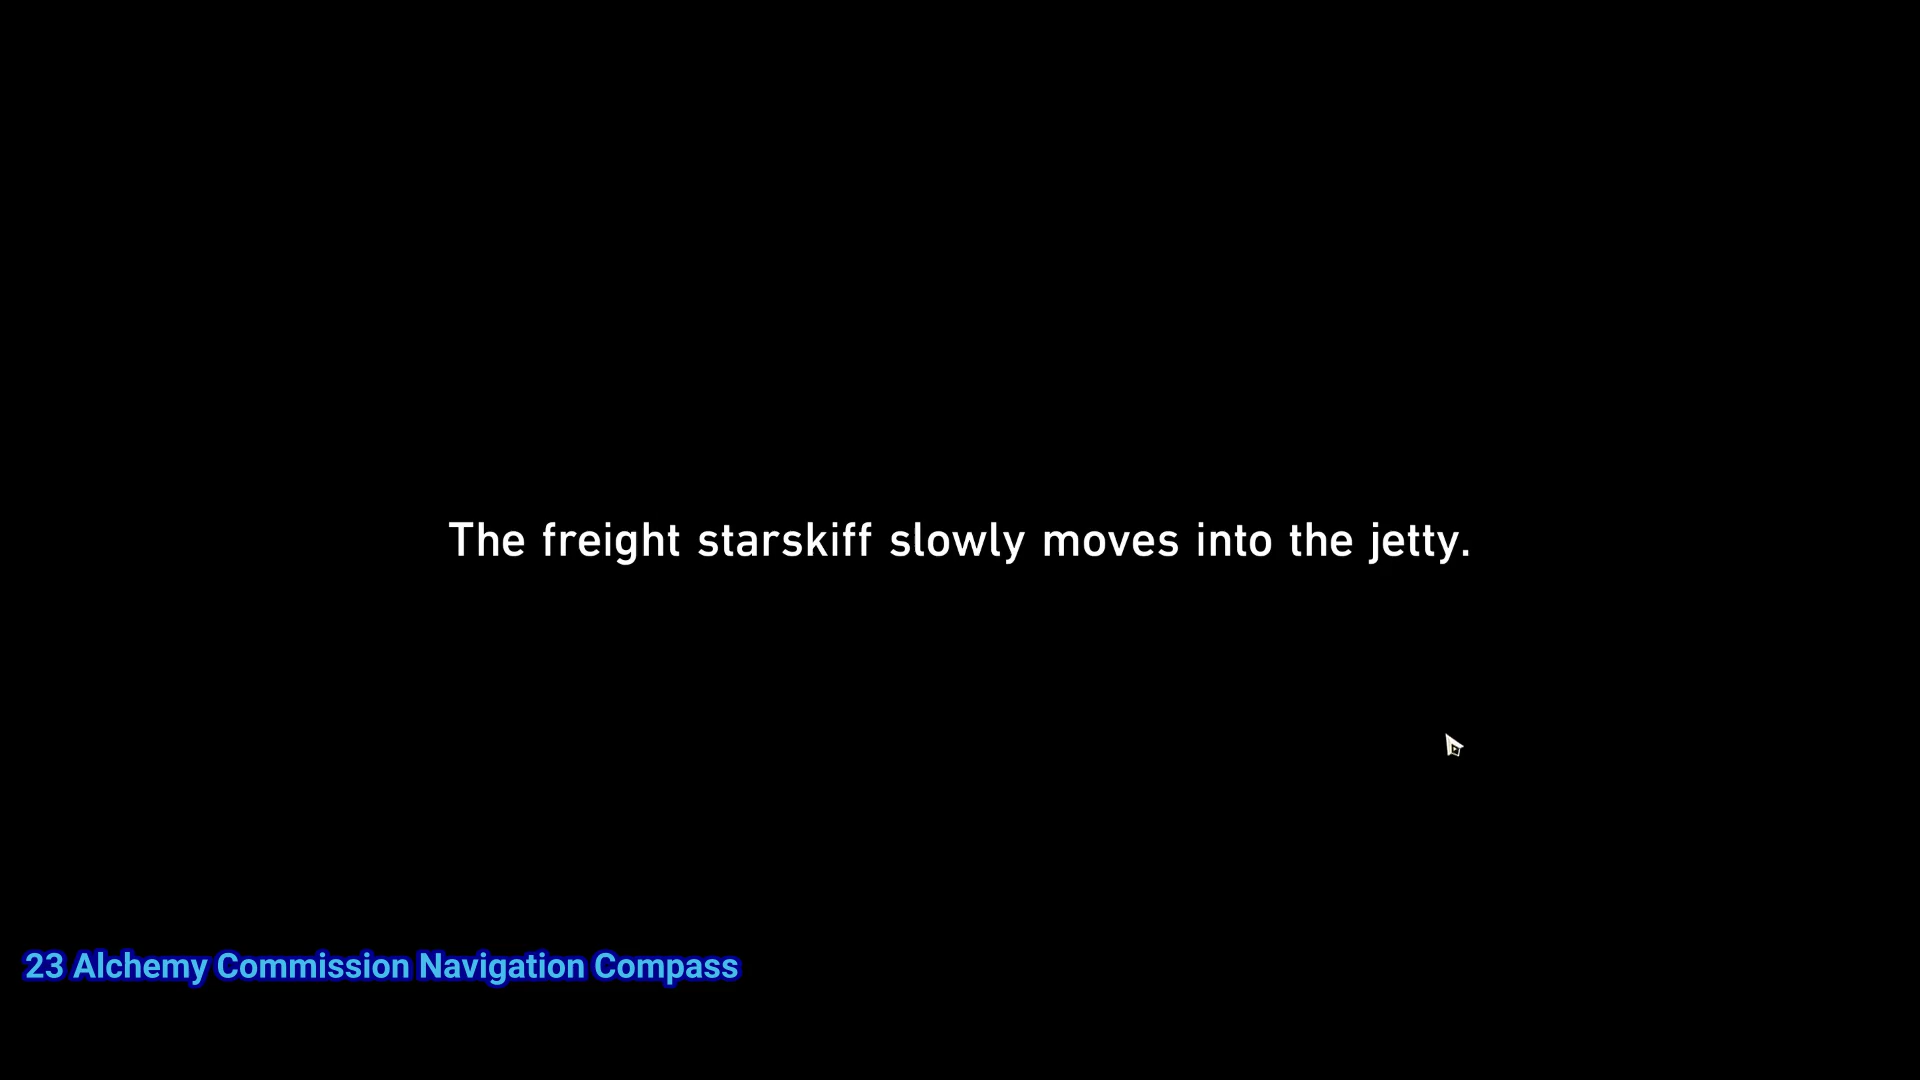 The freight starskiff slowly moves into the jetty.
23 Alchemy Commission Navigation Compass